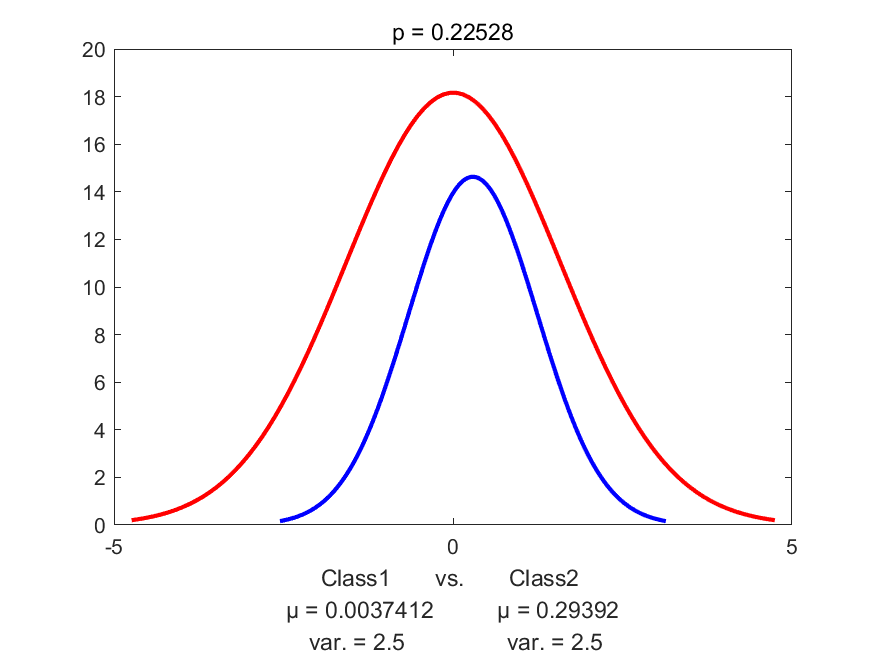 p = 0.22528
20
18
16
14
12
10
8
6
4
2
0
-5 0 5
Class1 vs. Class2
μ = 0.0037412 μ = 0.29392
var. = 2.5 var. = 2.5